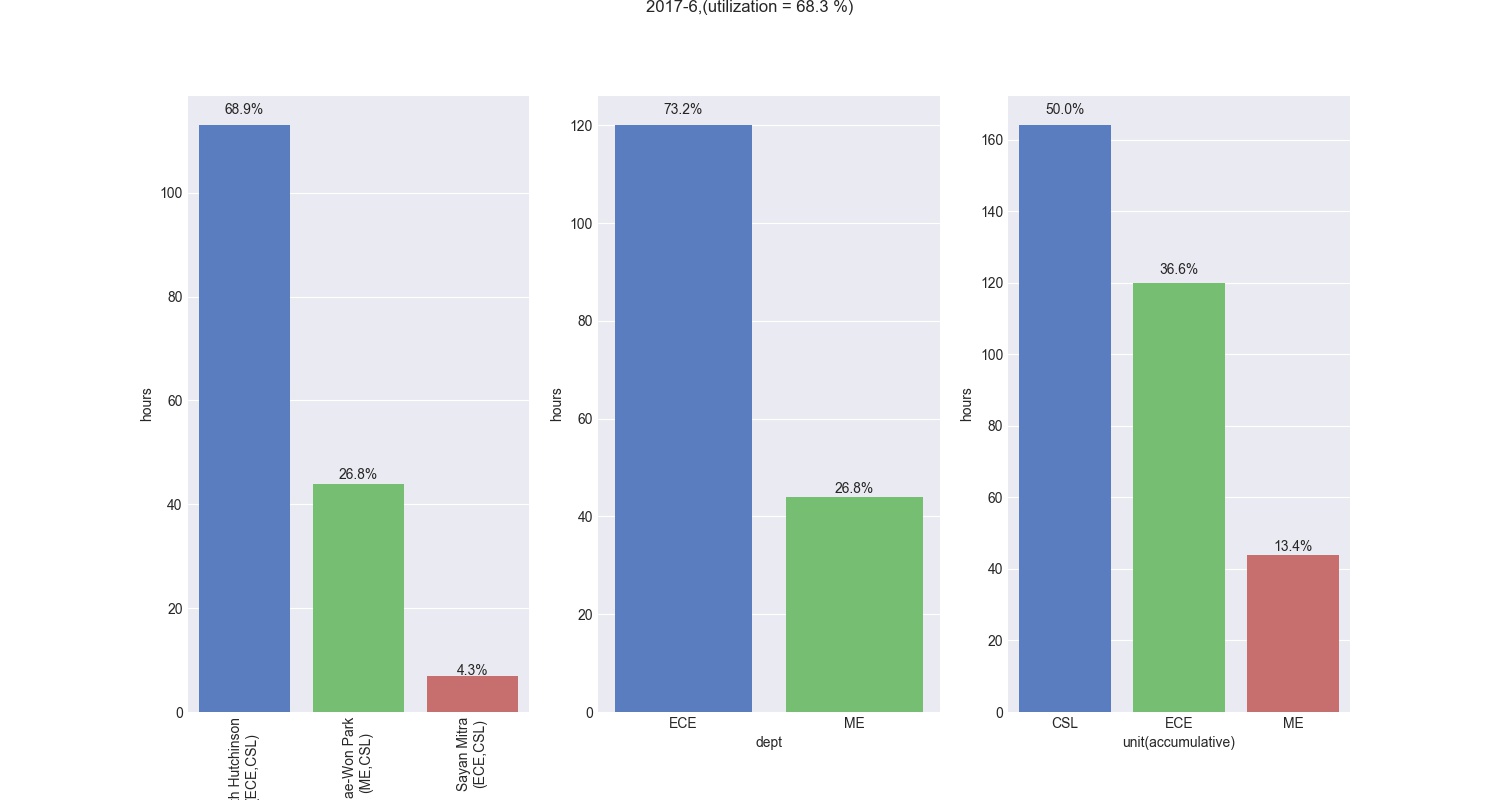 2017-6,(utilization = 68.3 %)
68.9%
26.8%
4.3%
100
80
60
40
20
0
hours
Hutchinson
ECE,CSL)
ae-Won Park
(ME,CSL)
Sayan Mitra
(ECE,CSL)
73.2%
26.8%
120
100
80
60
40
20
0
hours
ECE
ME
dept
50.0%
36.6%
13.4%
160
140
120
100
80
60
40
20
0
hours
CSL
ECE
ME
unit(accumulative)